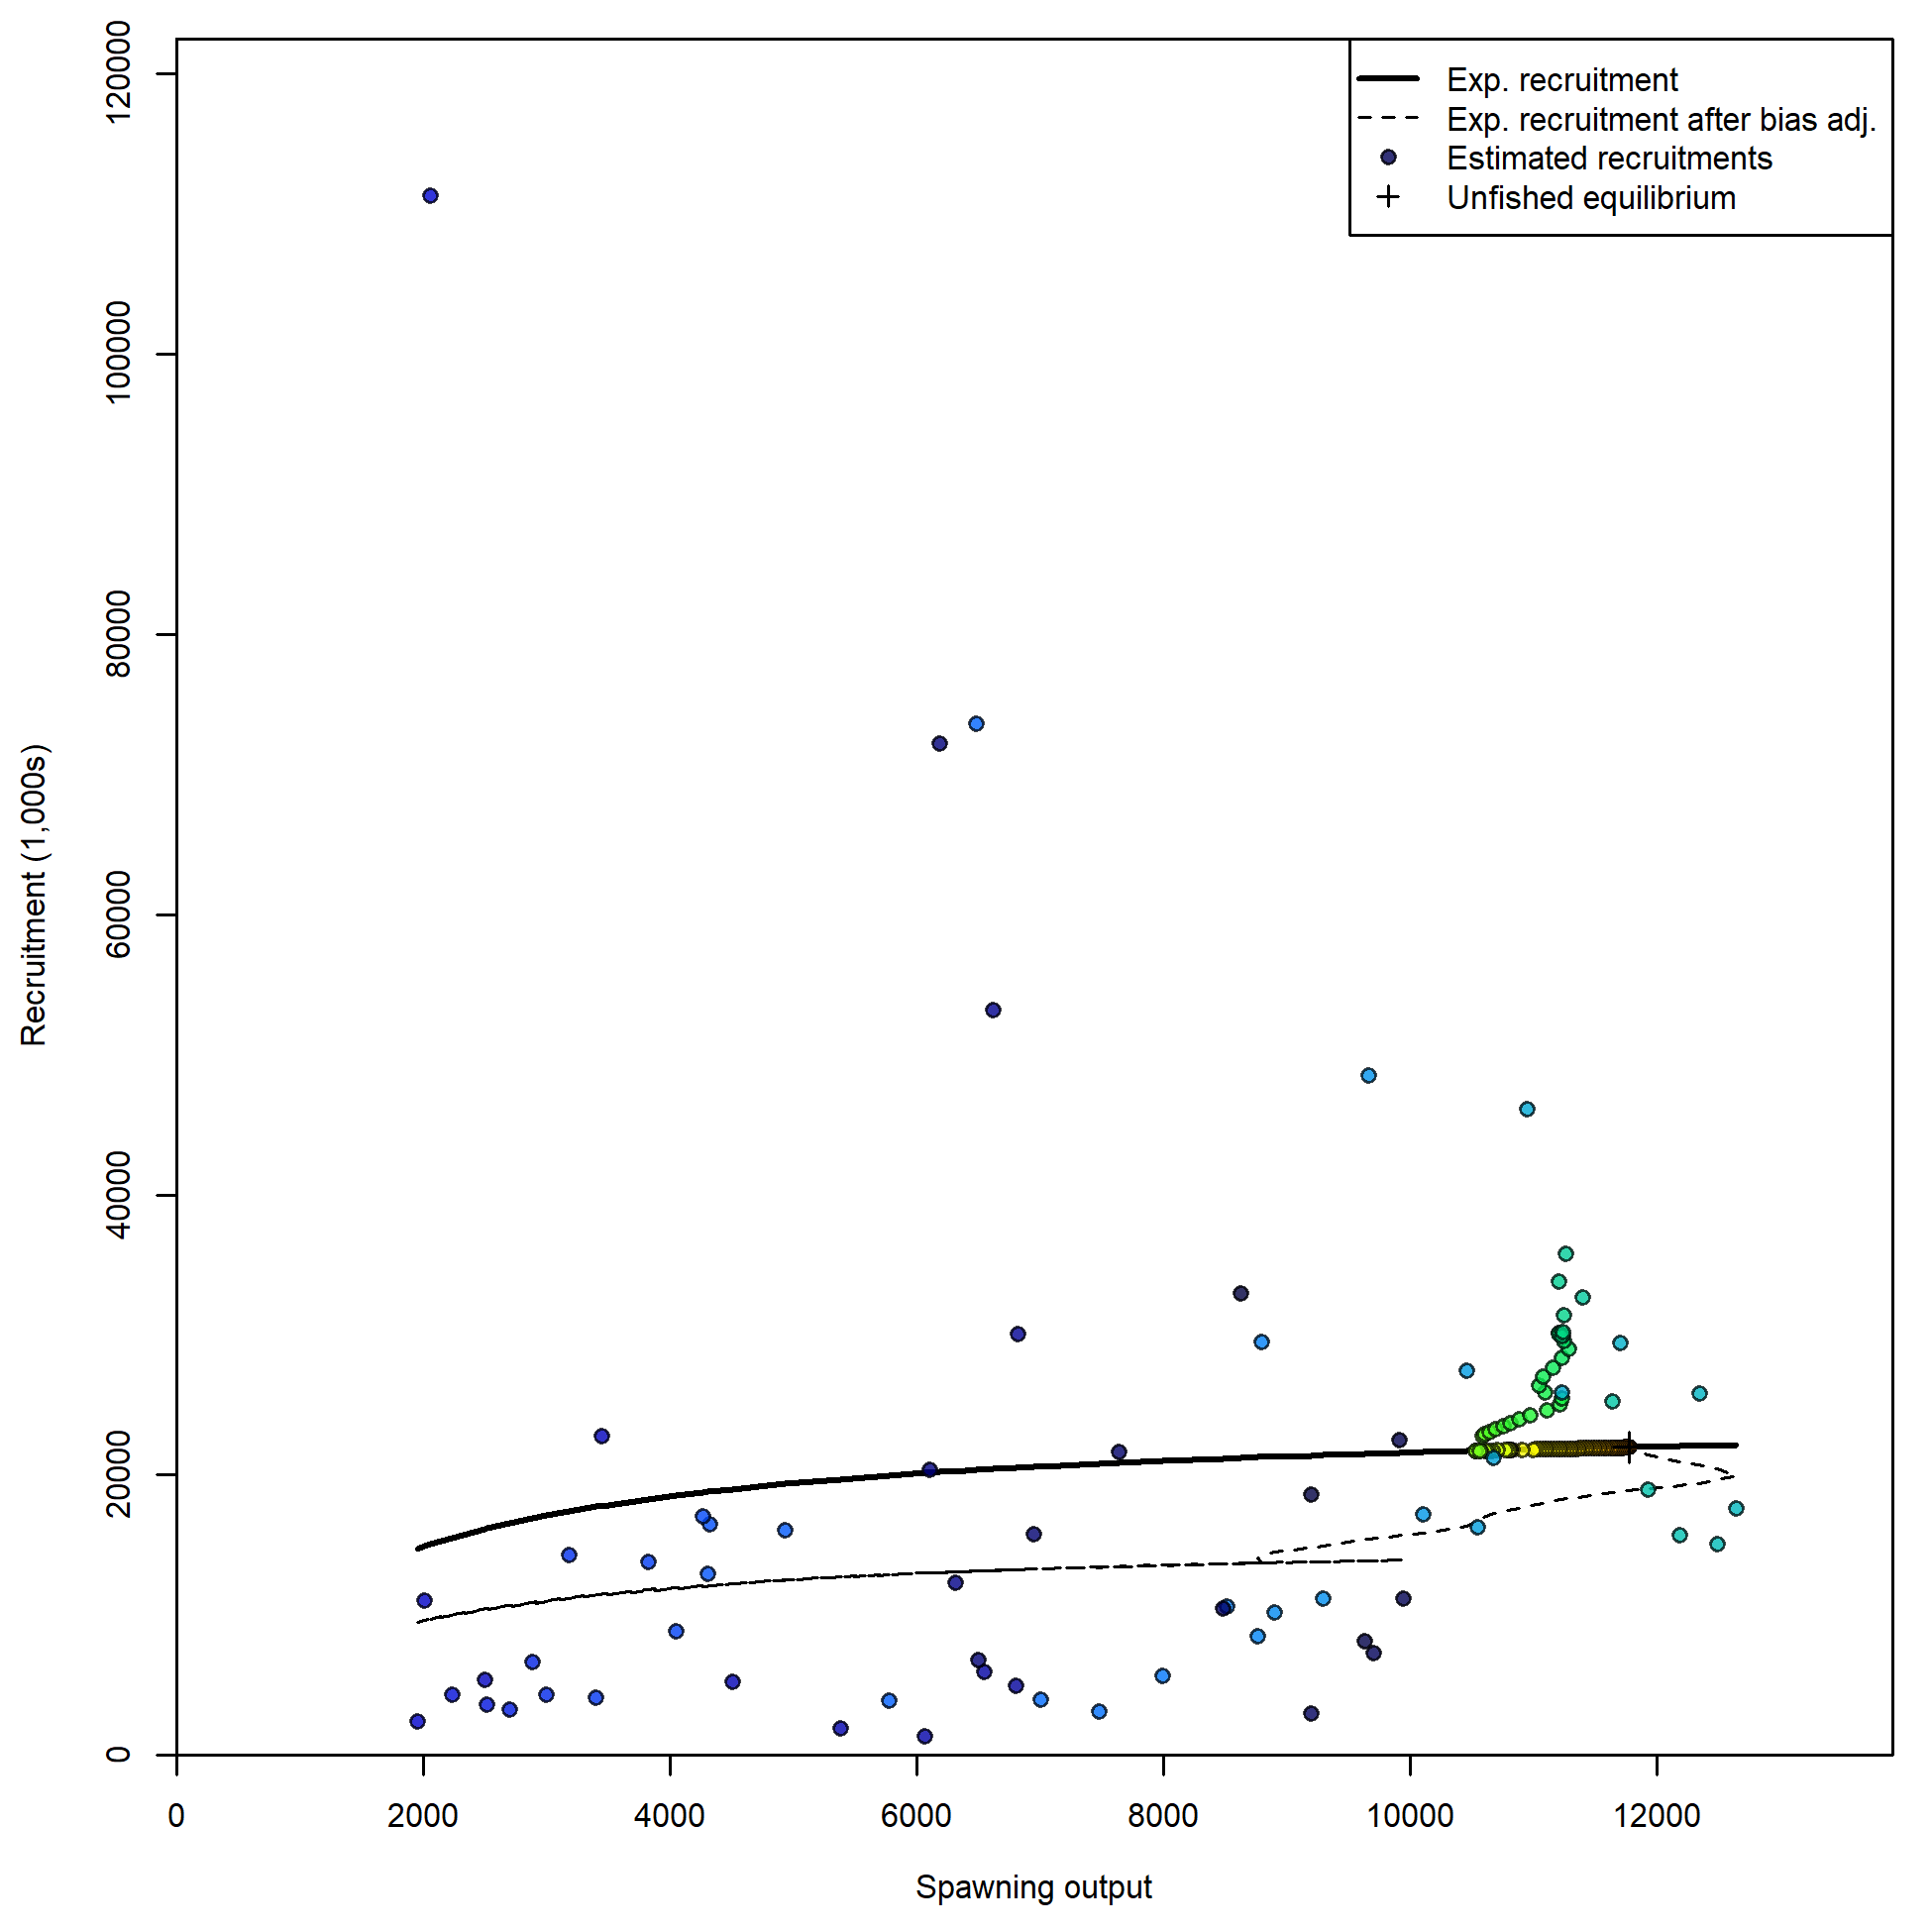 Exp. recruitment
Exp. recruitment after bias adj.
Estimated recruitments
Unfished equilibrium
120000
100000
80000
60000
40000
20000
0
Recruitment (1,000s)
0 2000 4000 6000 8000 10000 12000
Spawning output